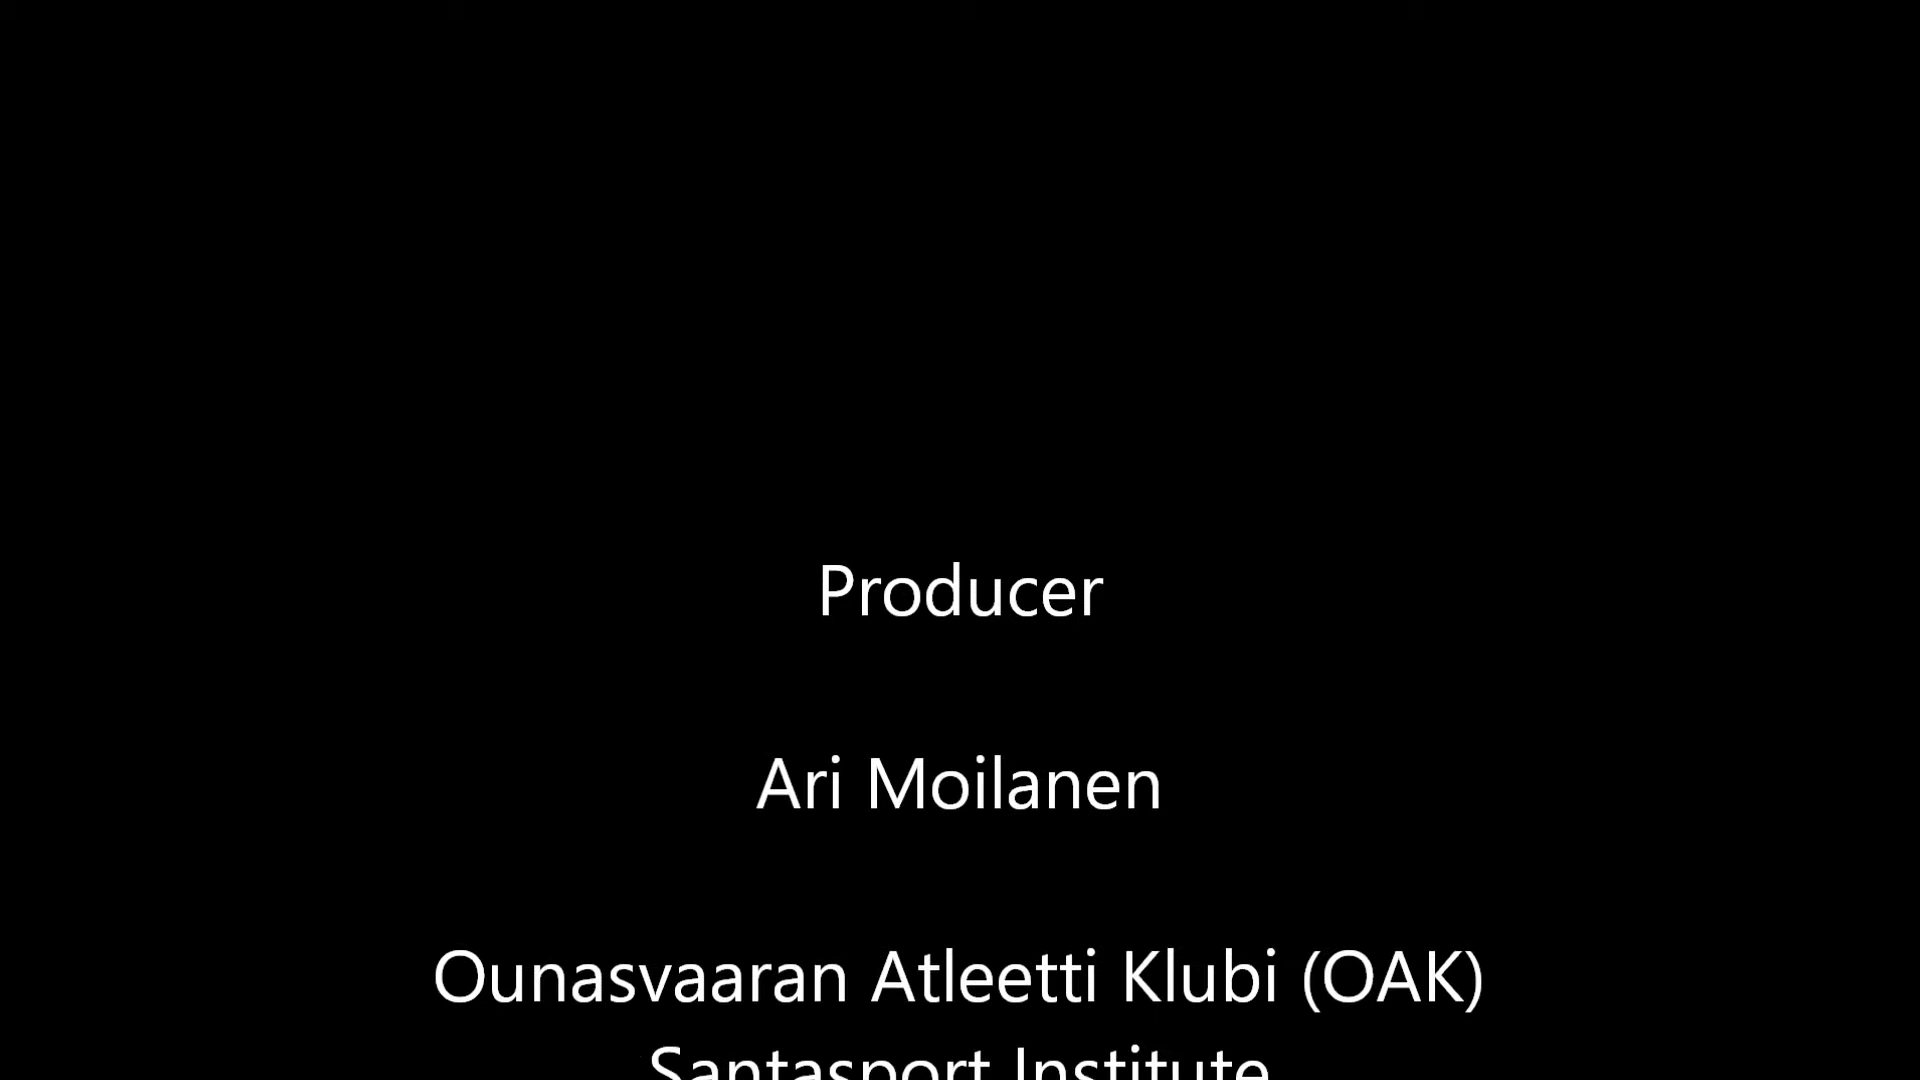 Producer
Ari Moilanen
Ounasvaaran Atleetti Klubi (OAK)
Santasport Institute